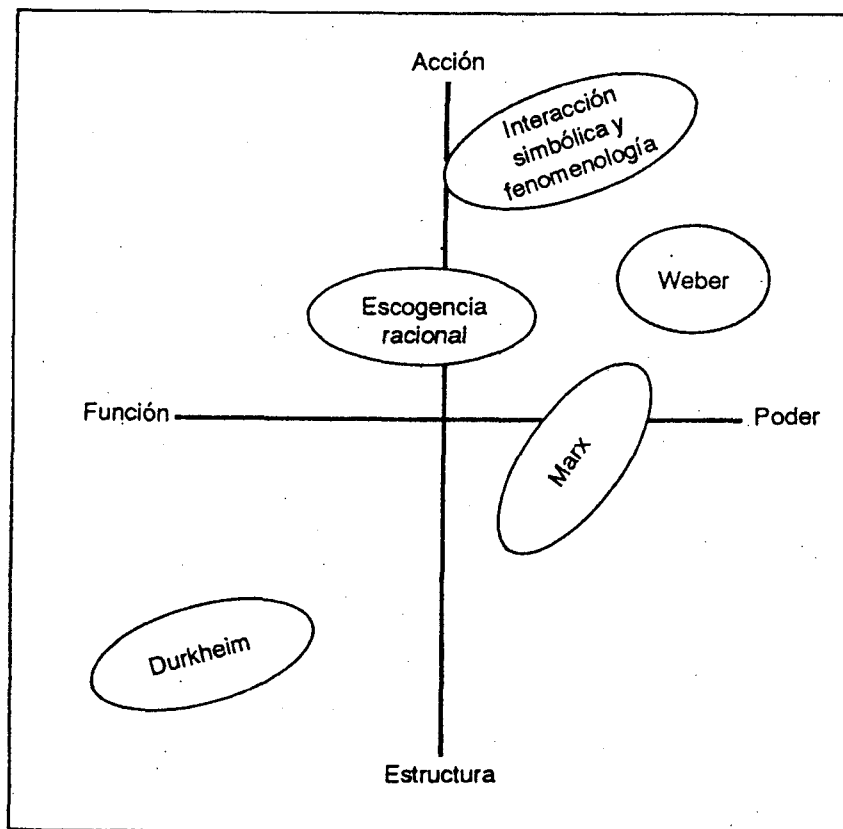 Acción
Interacción
simbólica y
fenomenología
Weber
Escogencia
racional
Función
Poder
Marx
Durkheim
Estructura